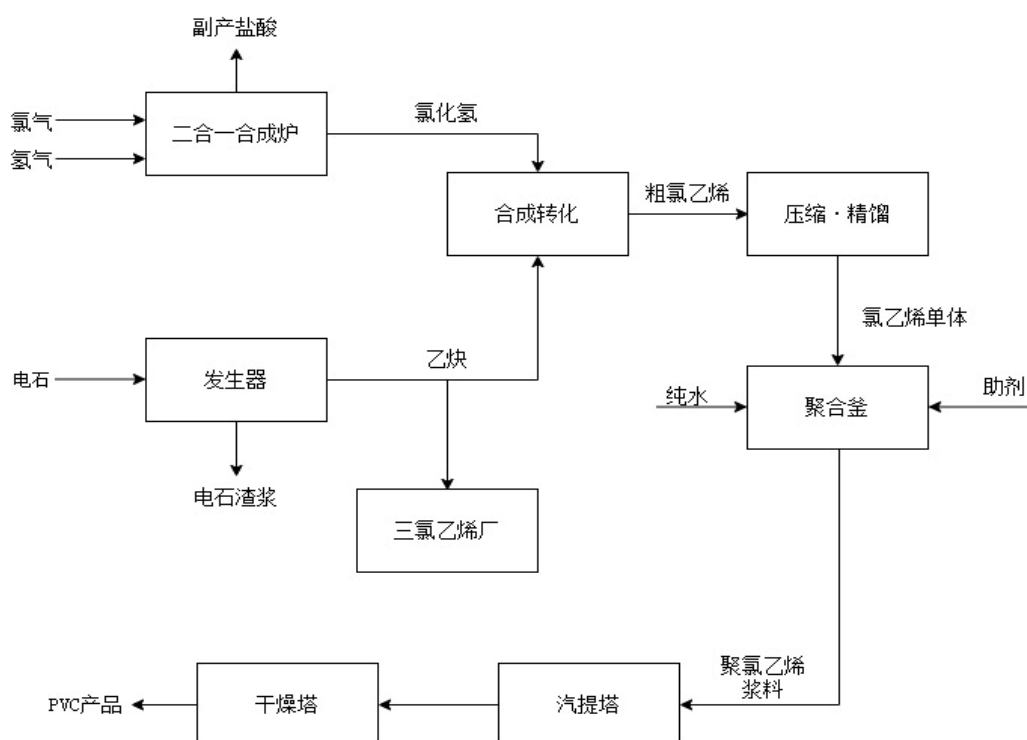 副产盐酸
氯气
氢气
二合一合成炉
氯化氢
合成转化
粗氯乙烯
压缩·精馏
氯乙烯单体
电石
发生器
乙炔
纯水
聚合釜
助剂
电石渣浆
三氯乙烯厂
聚氯乙烯
浆料
PVC产品
干燥塔
汽提塔